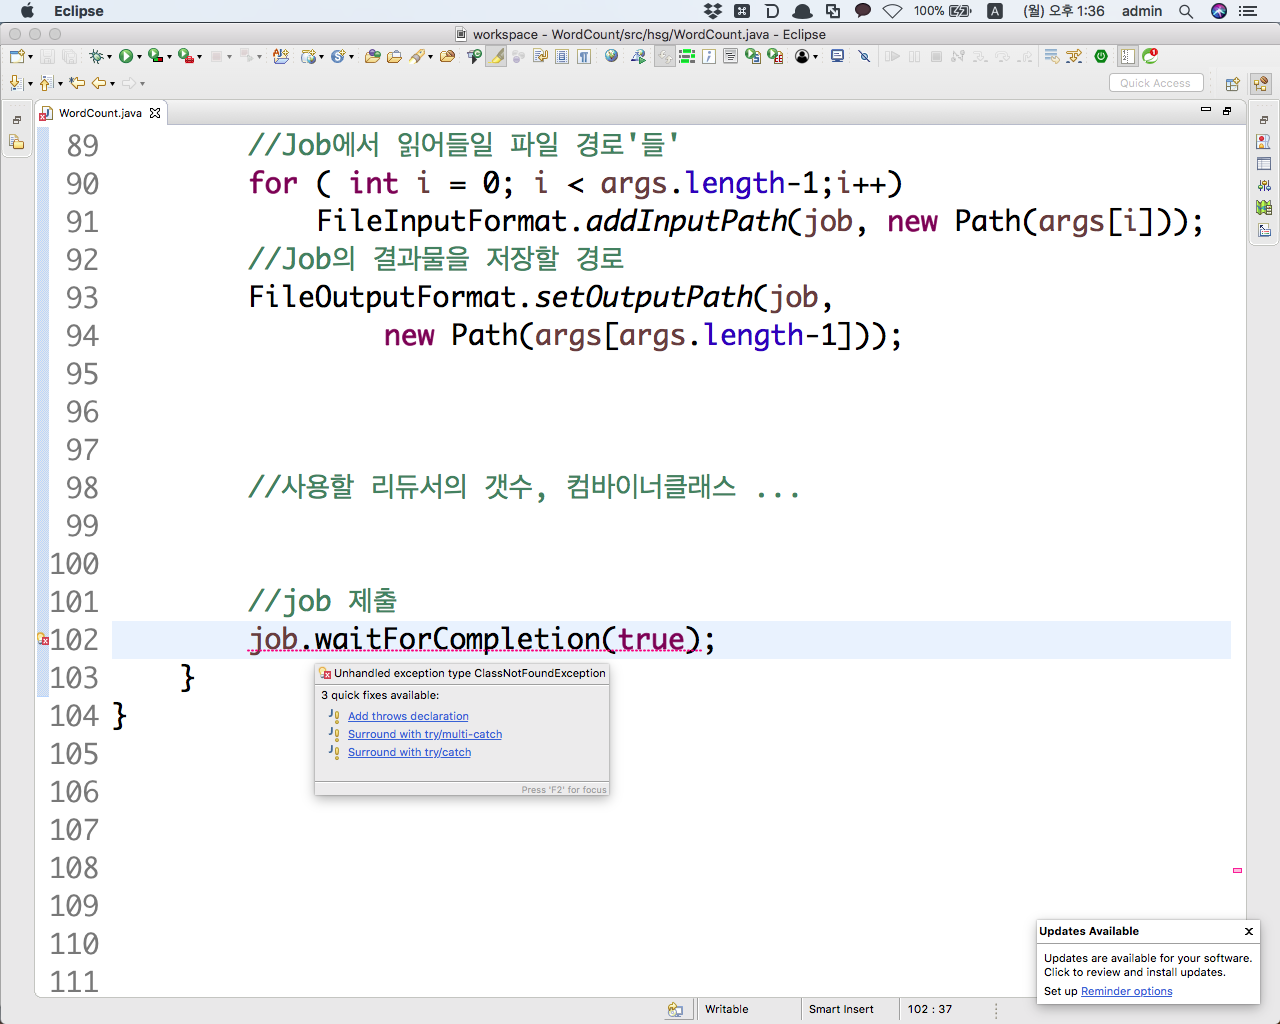 Eclipse
100%
A
(월) 오후 1:36
admin
workspace - WordCount/src/hsg/WordCount.java - Eclipse
Quick Access
WordCount.java
89 //Job에서 읽어들일 파일 경로'들'
90 for ( int i = 0; i < args.length-1;i++)
91 FileInputFormat.addInputPath(job, new Path(args[i]));
92 //Job의 결과물을 저장할 경로
93 FileOutputFormat.setOutputPath(job,
94 new Path(args[args.length-1]));
95
96
97
98 //사용할 리듀서의 갯수, 컴바이너클래스 ...
99
100
101 //job 제출
102 job.waitForCompletion(true);
103 }
104 }
105
106
107
108
109
110
111
Unhandled exception type ClassNotFoundException
3 quick fixes available:
Add throws declaration
Surround with try/multi-catch
Surround with try/catch
Press 'F2' for focus
Updates Available
Updates are available for your software.
Click to review and install updates.
Set up Reminder options
Writable
Smart Insert
102 : 37